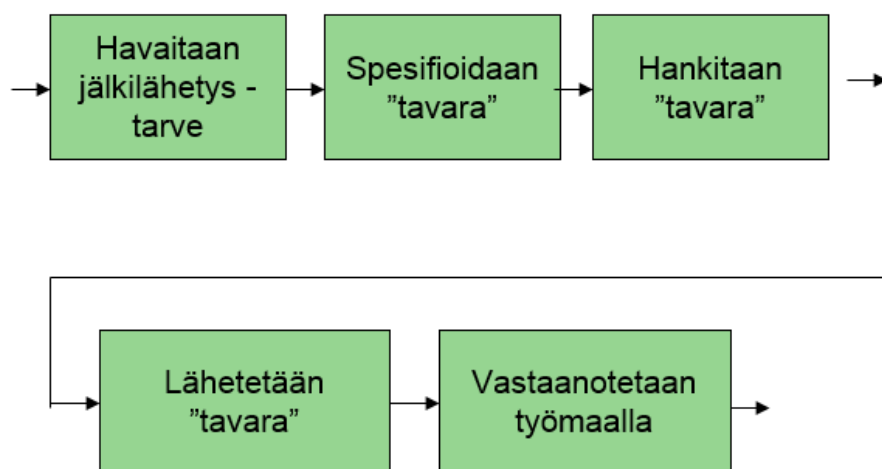 Havaitaan
jälkilähetys -
tarve
Spesifioidaan
”tavara”
Hankitaan
”tavara”
Lähetetään
”tavara”
Vastaanotetaan
työmaalla